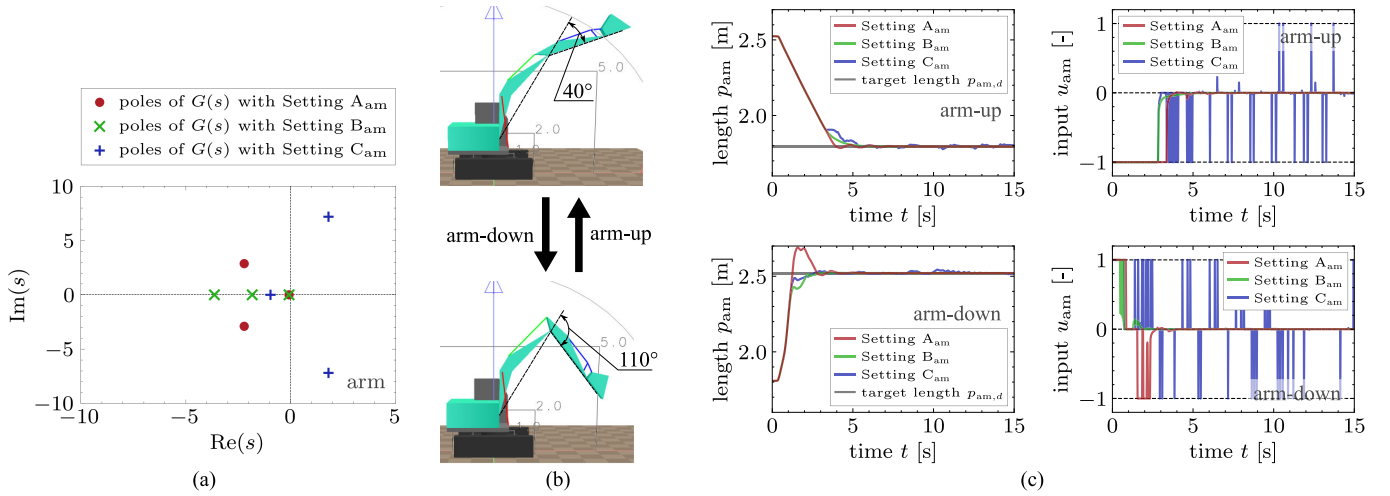 poles of G(s) with Setting A_am
poles of G(s) with Setting B_am
poles of G(s) with Setting C_am
10
5
0
−5
−10
−10
−5
0
5
Im(s)
Re(s)
arm
(a)
40°
5.0
2.0
arm-down
arm-up
110°
5.0
2.0
(b)
length p_am [m]
2.5
2.0
Setting A_am
Setting B_am
Setting C_am
target length p_am,d
arm-up
0
5
10
15
time t [s]
input u_am [-]
1
0
−1
Setting A_am
Setting B_am
Setting C_am
arm-up
0
5
10
15
time t [s]
length p_am [m]
2.5
2.0
arm-down
Setting A_am
Setting B_am
Setting C_am
target length p_am,d
0
5
10
15
time t [s]
input u_am [-]
1
0
−1
Setting A_am
Setting B_am
Setting C_am
arm-down
0
5
10
15
time t [s]
(c)